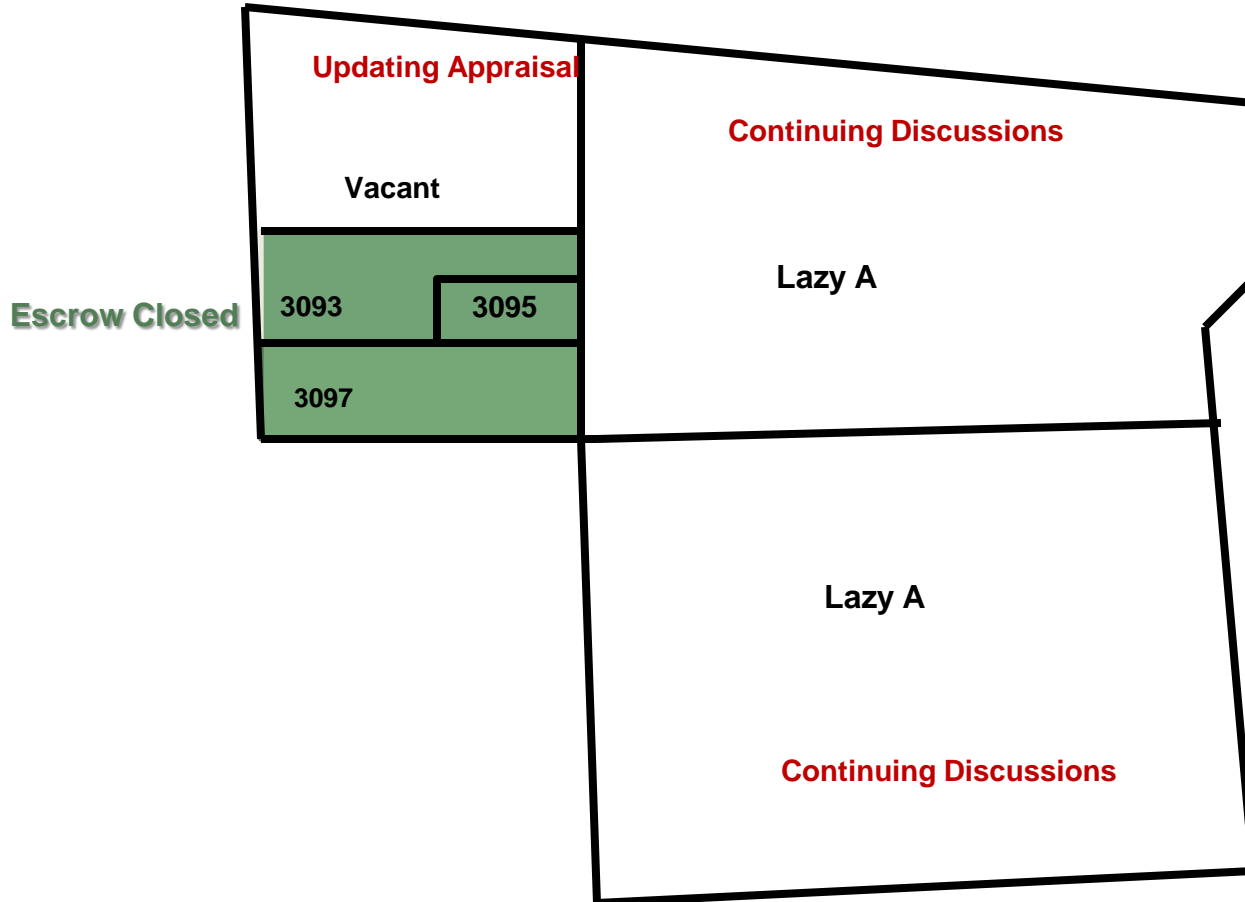 Updating Appraisal
Continuing Discussions
Vacant
Lazy A
Escrow Closed
3093
3095
3097
Lazy A
Continuing Discussions